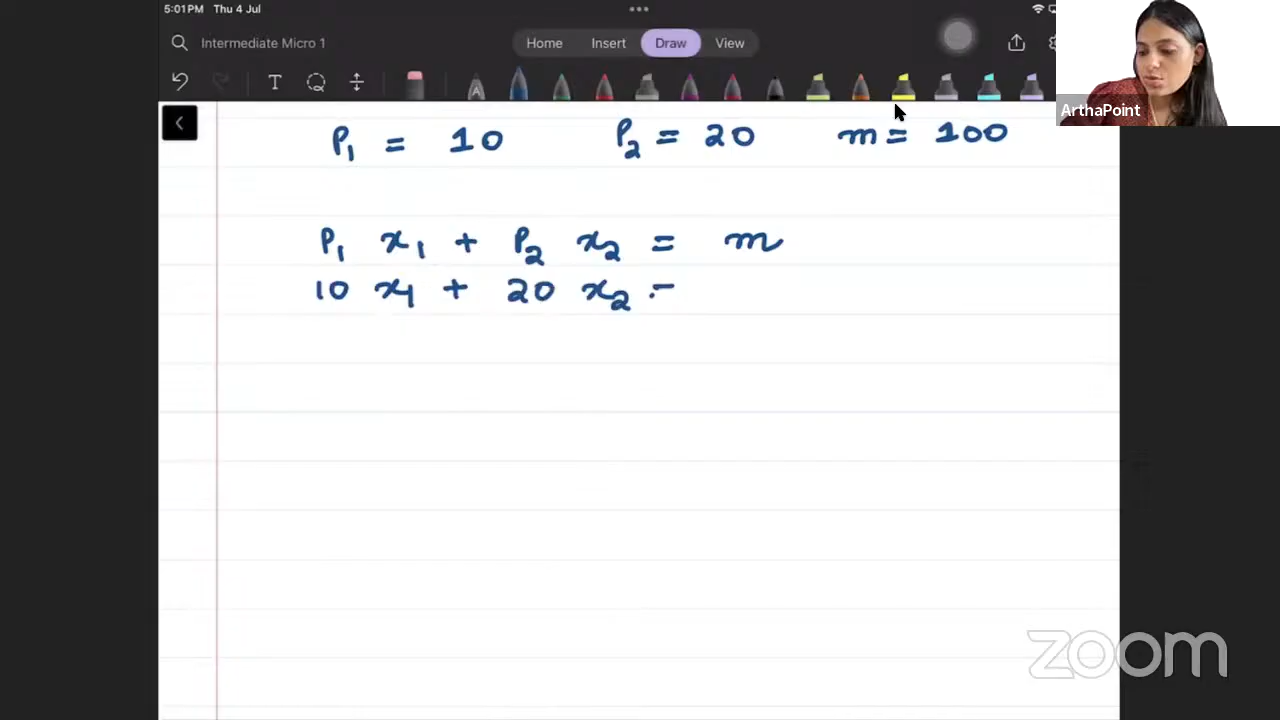 5:01PM Thu 4 Jul
Intermediate Micro 1
Home Insert Draw View
T
A
ArthaPoint
P₁ = 10 P₂ = 20 m = 100
P₁ x₁ + P₂ x₂ = m
10 x₁ + 20 x₂ =
zoom